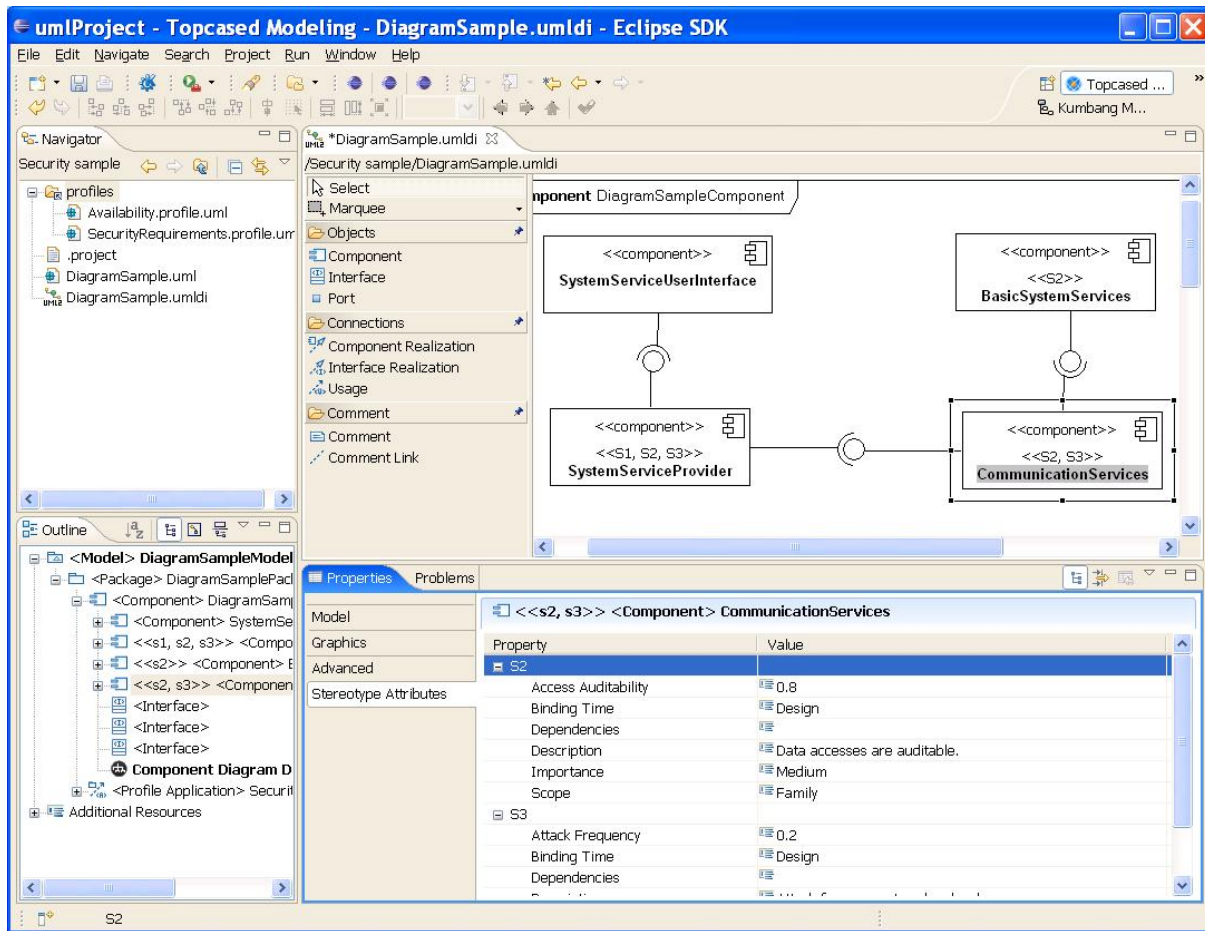 umlProject - Topcased Modeling - DiagramSample.umldi - Eclipse SDK
File Edit Navigate Search Project Run Window Help
Topcased ...
»
Kumbang M...
Navigator
Security sample
profiles
Availability.profile.uml
SecurityRequirements.profile.um
.project
DiagramSample.uml
DiagramSample.umldi
*DiagramSample.umldi
/Security sample/DiagramSample.umldi
Select
Marquee
Objects
Component
Interface
Port
Connections
Component Realization
Interface Realization
Usage
Comment
Comment
Comment Link
mponent DiagramSampleComponent
<<component>>
SystemServiceUserInterface
<<component>>
<<S2>>
BasicSystemServices
<<component>>
<<S1, S2, S3>>
SystemServiceProvider
<<component>>
<<S2, S3>>
CommunicationServices
Outline
<Model> DiagramSampleModel
<Package> DiagramSamplePacl
<Component> DiagramSam
<Component> SystemSe
<<s1, s2, s3>> <Compo
<<s2>> <Component> B
<<s2, s3>> <Componen
<Interface>
<Interface>
<Interface>
Component Diagram D
<Profile Application> Securit
Additional Resources
Properties Problems
Model
Graphics
Advanced
Stereotype Attributes
<<s2, s3>> <Component> CommunicationServices
Property Value
S2
Access Auditability 0.8
Binding Time Design
Dependencies
Description Data accesses are auditable.
Importance Medium
Scope Family
S3
Attack Frequency 0.2
Binding Time Design
Dependencies
S2